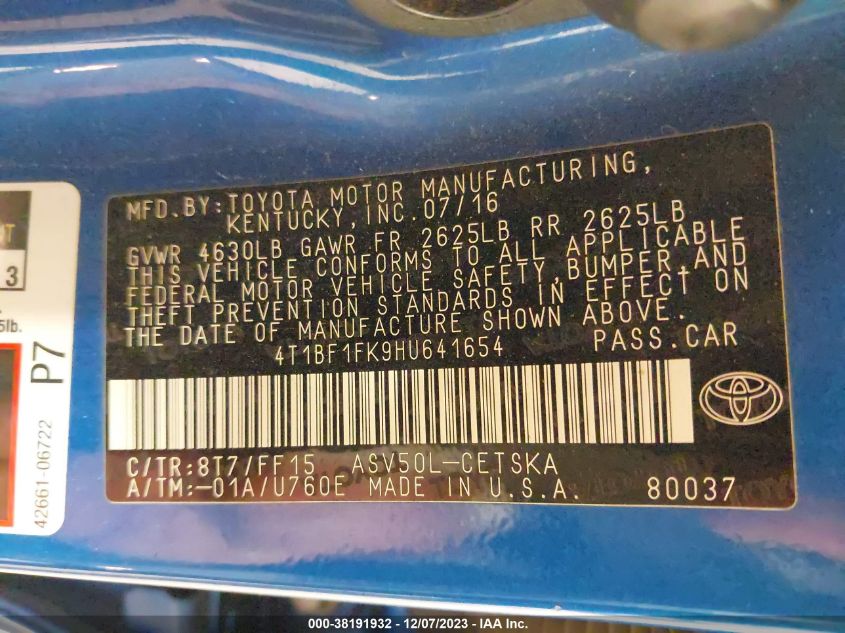 MFD.BY:TOYOTA MOTOR MANUFACTURING,
KENTUCKY, INC. 07/16
GVWR 4630LB GAWR FR 2625LB RR 2625LB
THIS VEHICLE CONFORMS TO ALL APPLICABLE
FEDERAL MOTOR VEHICLE SAFETY, BUMPER, AND
THEFT PREVENTION STANDARDS IN EFFECT ON
THE DATE OF MANUFACTURE SHOWN ABOVE.
4T1BF1FK9HU641654 PASS.CAR
C/TR:8T7/FF15 ASV50L-CETSKA
A/TM:-01A/U760E MADE IN U.S.A. 80037
3
5lb.
P7
42661-06722
000-38191932 - 12/07/2023 - IAA Inc.